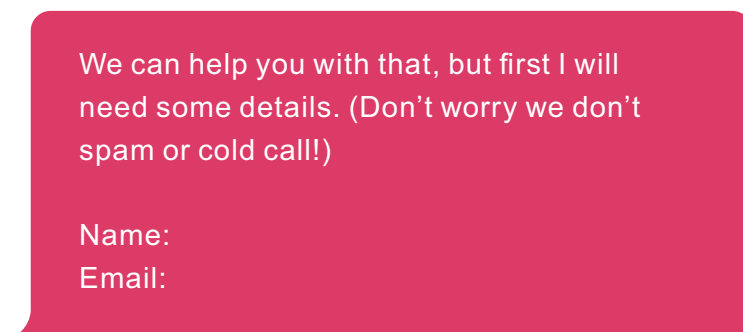 We can help you with that, but first I will
need some details. (Don’t worry we don’t
spam or cold call!)
Name:
Email: